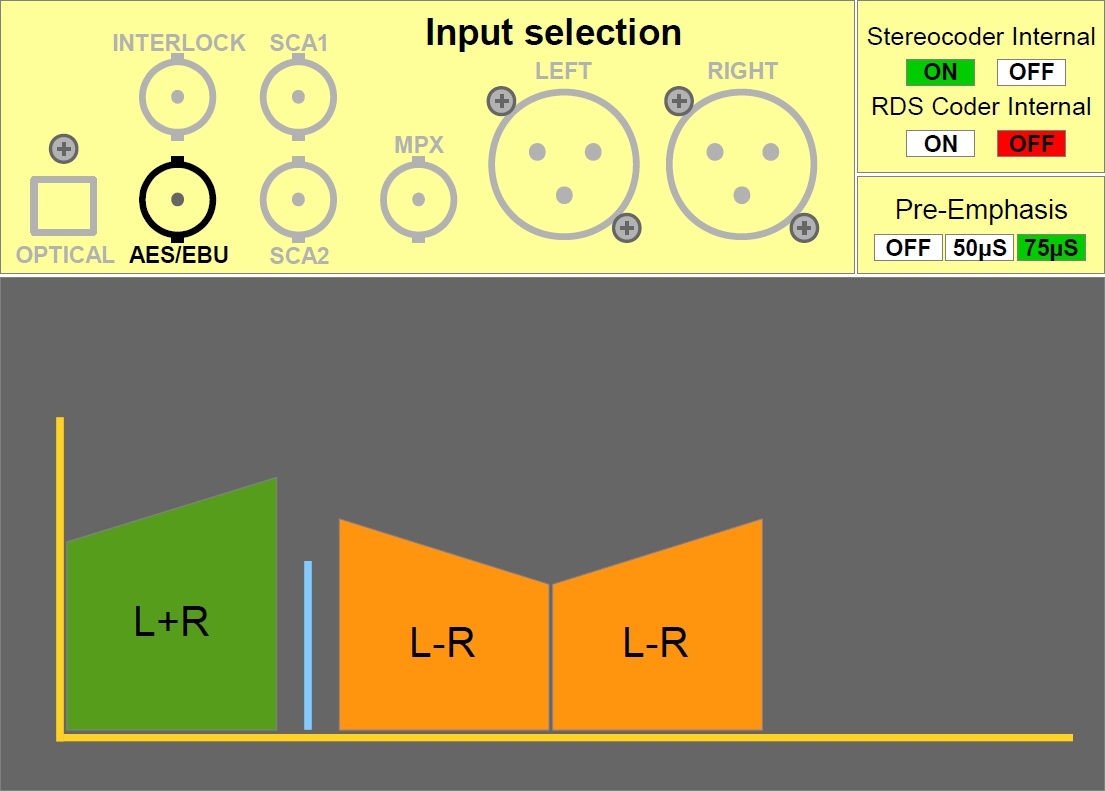 Input selection
INTERLOCK
SCA1
LEFT
RIGHT
MPX
OPTICAL
AES/EBU
SCA2
Stereocoder Internal
ON OFF
RDS Coder Internal
ON OFF
Pre-Emphasis
OFF 50µS 75µS
L+R
L-R
L-R